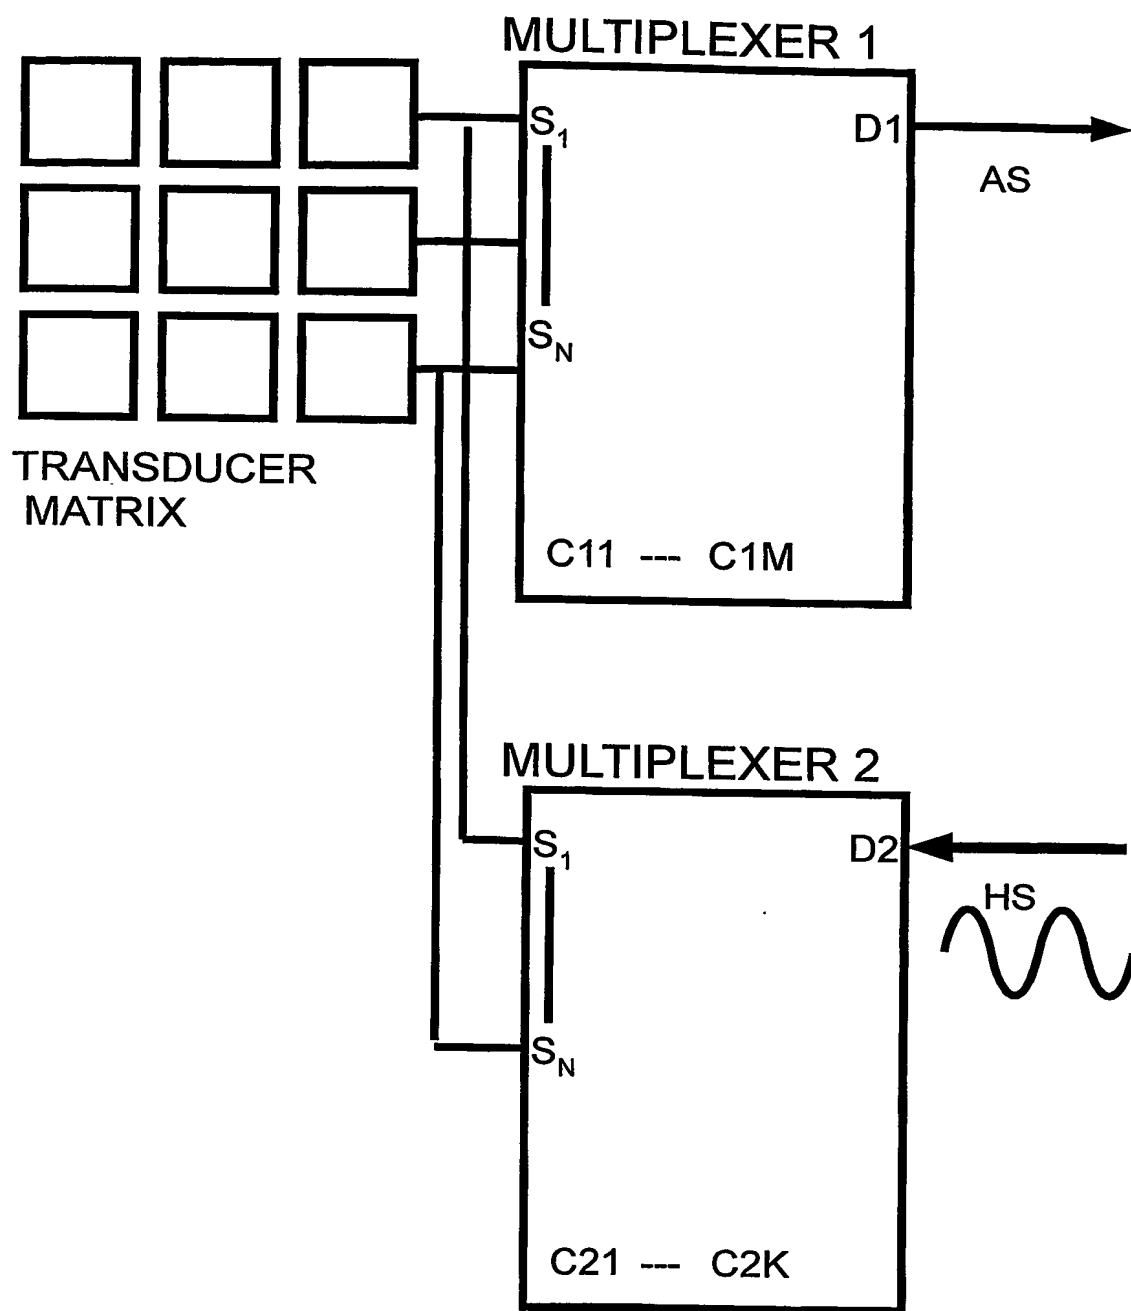 MULTIPLEXER 1
S1
D1
AS
SN
TRANSDUCER
MATRIX
C11 --- C1M
MULTIPLEXER 2
S1
D2
HS
SN
C21 --- C2K